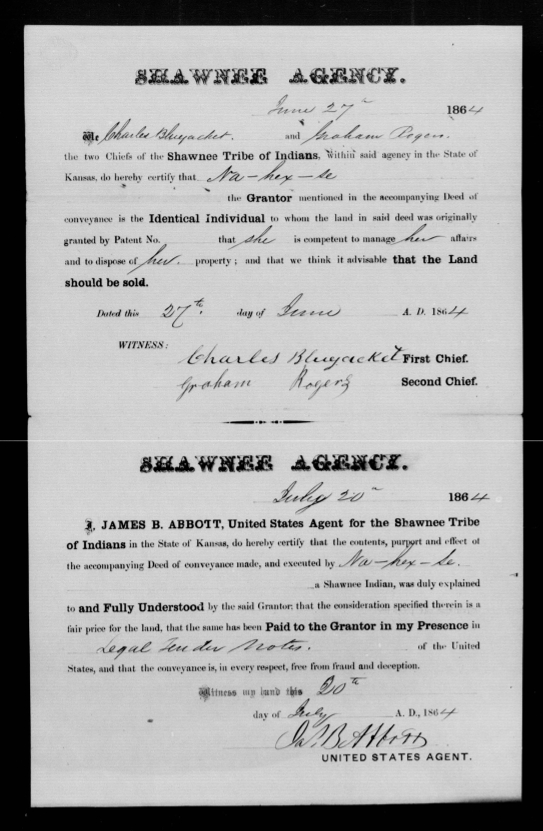 SHAWNEE AGENCY.
June 27" 1864
We Charles Bluejacket. and Graham Rogers.
the two Chiefs of the Shawnee Tribe of Indians, within said agency in the State of
Kansas, do hereby certify that Na-hex-se
the Grantor mentioned in the accompanying Deed of
conveyance is the Identical Individual to whom the land in said deed was originally
granted by Patent No. that she is competent to manage her affairs
and to dispose of her. property; and that we think it advisable that the Land
should be sold.
Dated this 27th. day of June A. D. 1864
WITNESS:
Charles Bluejacket First Chief.
Graham Rogers Second Chief.
SHAWNEE AGENCY.
July 20" 1864
I, JAMES B. ABBOTT, United States Agent for the Shawnee Tribe
of Indians in the State of Kansas, do hereby certify that the contents, purport and effect of
the accompanying Deed of conveyance made, and executed by Na-hex-se.
a Shawnee Indian, was duly explained
to and Fully Understood by the said Grantor; that the consideration specified therein is a
fair price for the land, that the same has been Paid to the Grantor in my Presence in
Legal Tender Notes. of the United
States, and that the conveyance is, in every respect, free from fraud and deception.
Witness my hand this 20th
day of July A. D., 1864
Jas. B. Abbott
UNITED STATES AGENT.